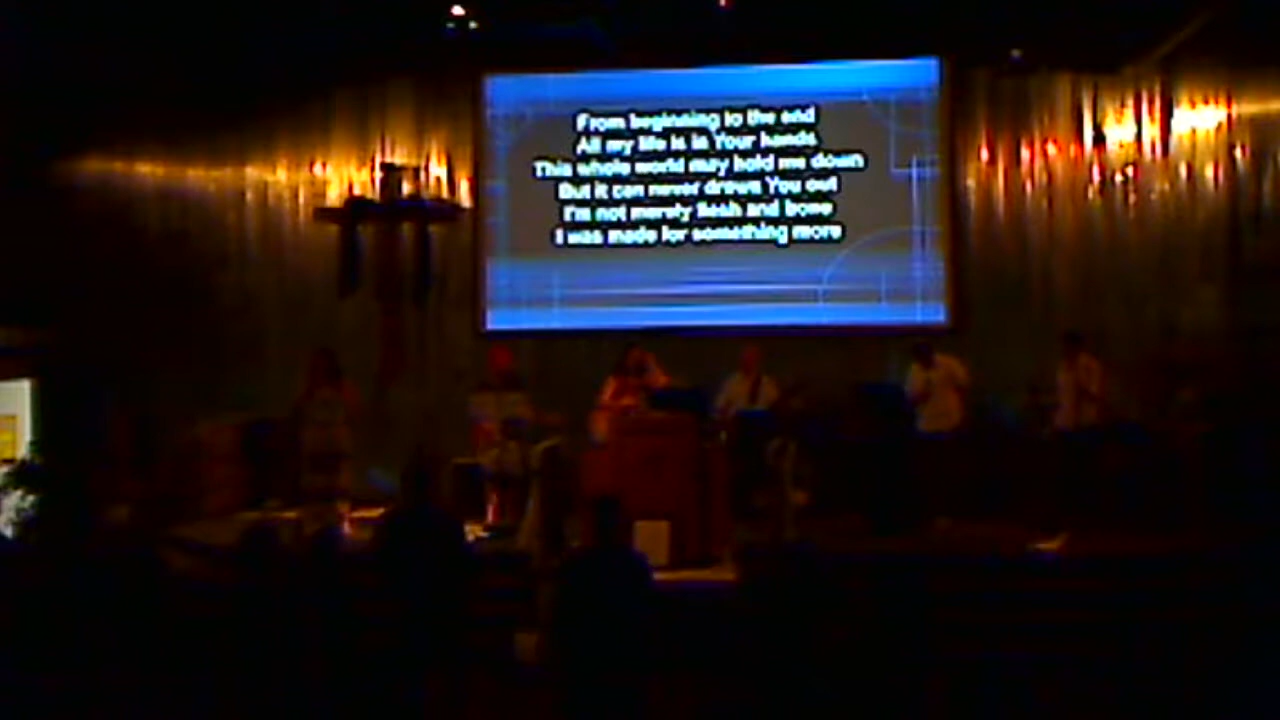 From beginning to the end
All my life is in Your hands
This whole world may hold me down
But it can never drown You out
I'm not merely flesh and bone
I was made for something more